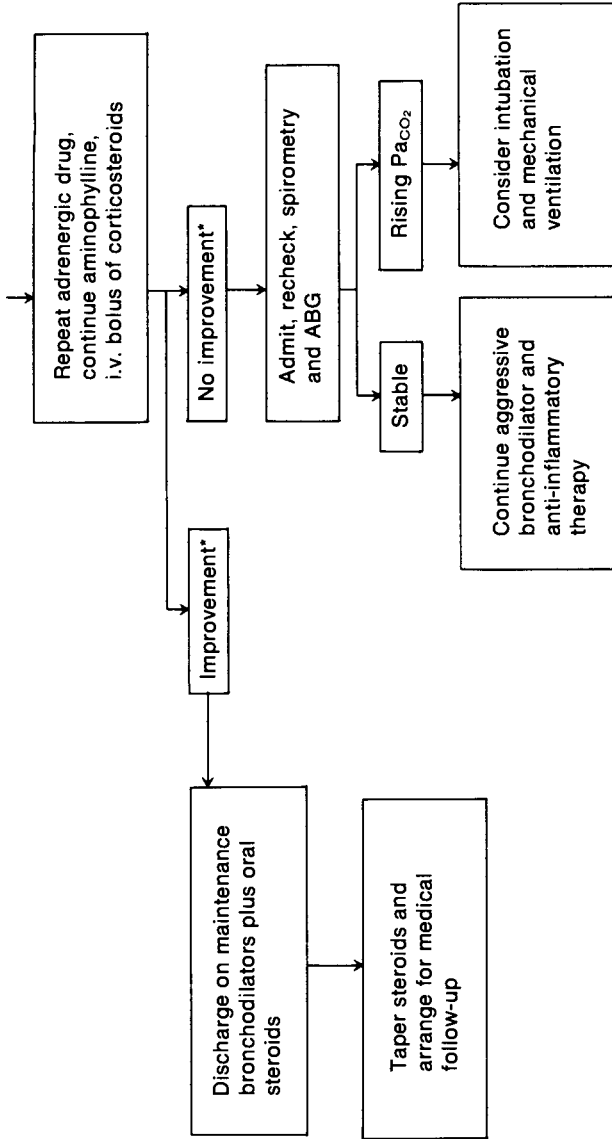 Repeat adrenergic drug,
continue aminophylline,
i.v. bolus of corticosteroids
Improvement*
No improvement*
Discharge on maintenance
bronchodilators plus oral
steroids
Admit, recheck, spirometry
and ABG
Taper steroids and
arrange for medical
follow-up
Stable
Rising PaCO₂
Continue aggressive
bronchodilator and
anti-inflammatory
therapy
Consider intubation
and mechanical
ventilation